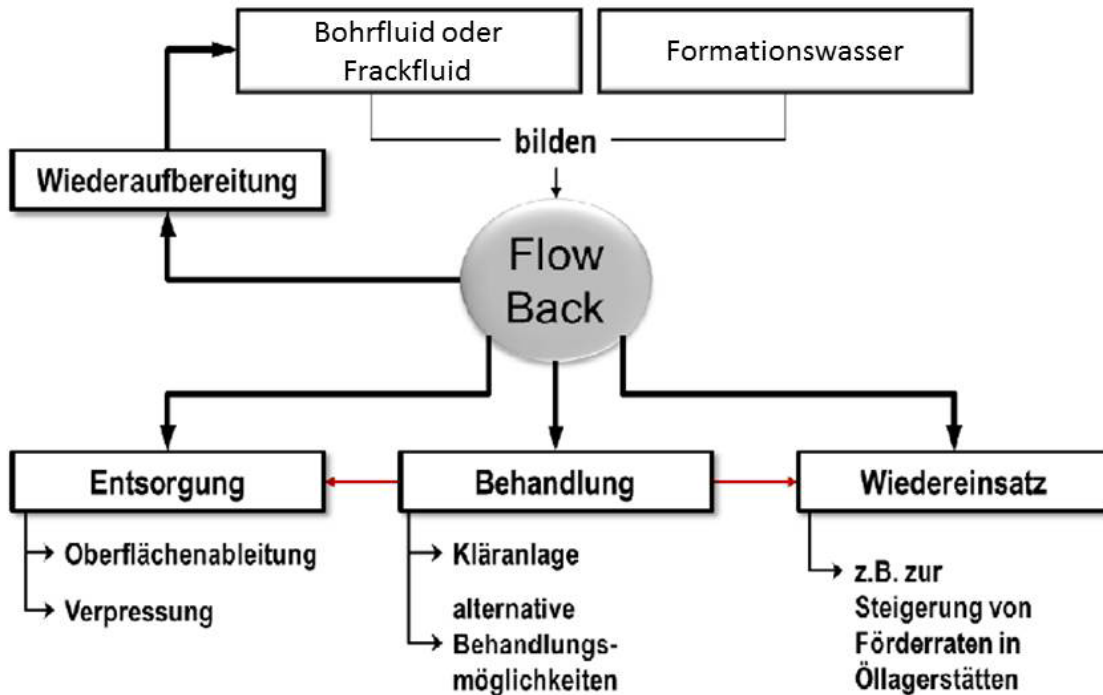 Bohrfluid oder
Frackfluid
Formationswasser
bilden
Wiederaufbereitung
Flow
Back
Entsorgung
Behandlung
Wiedereinsatz
Oberflächenableitung
Verpressung
Kläranlage
alternative
Behandlungs-
möglichkeiten
z.B. zur
Steigerung von
Förderraten in
Öllagerstätten